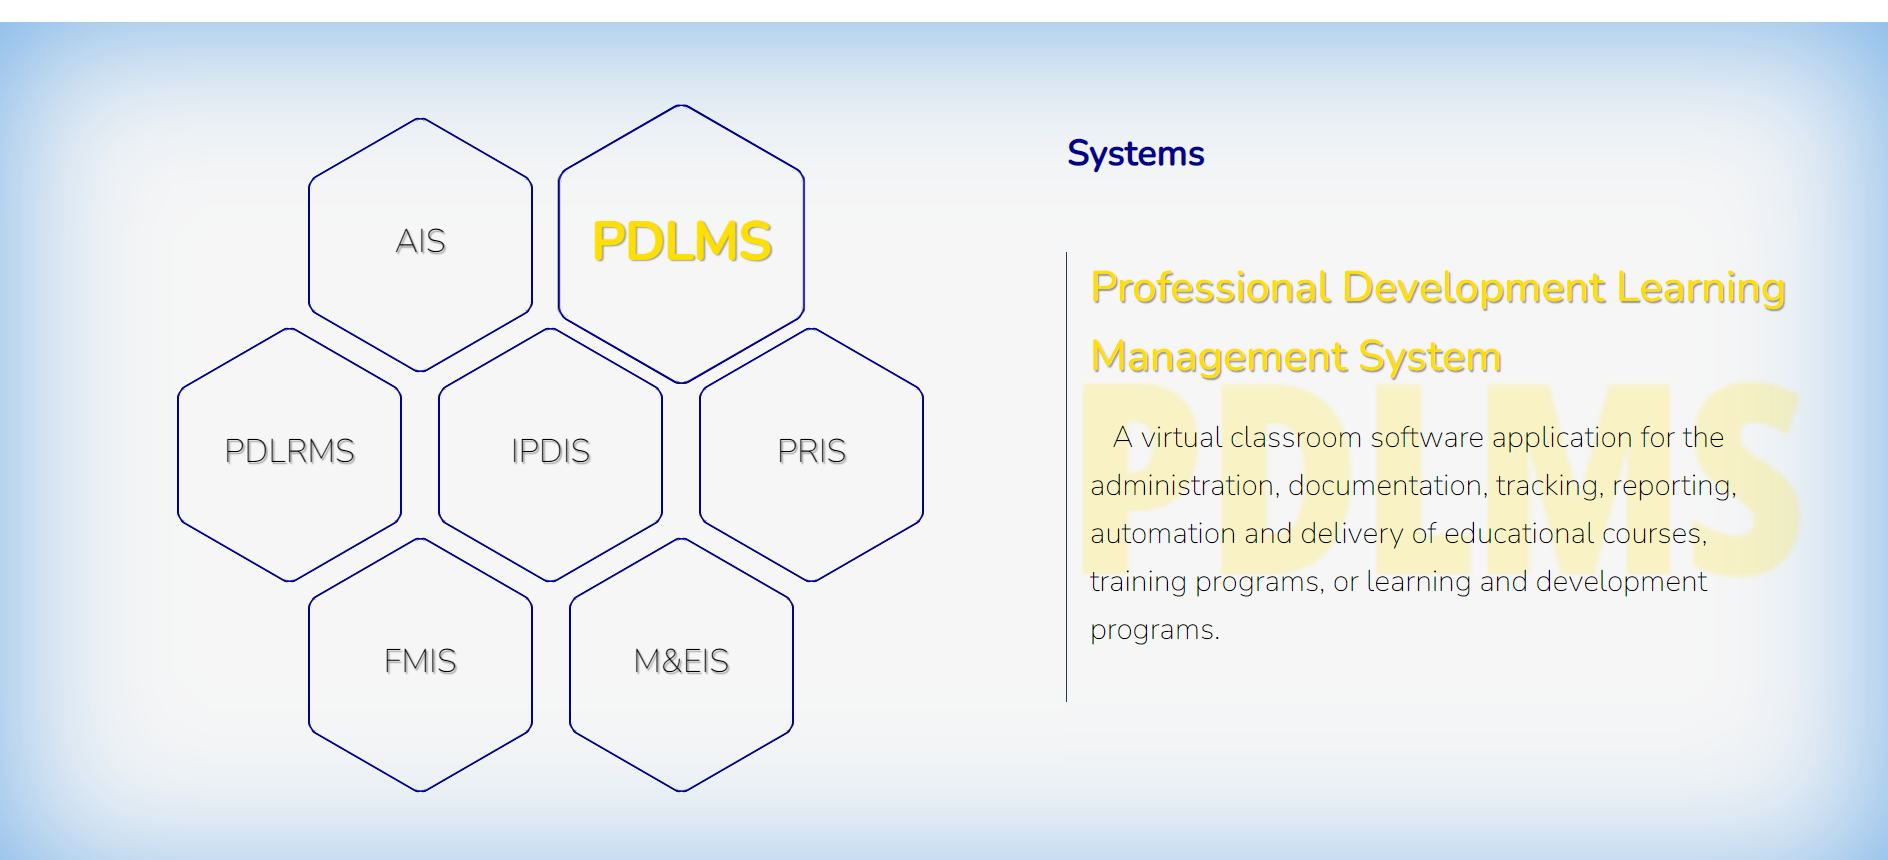 AIS
PDLMS
PDLRMS
IPDIS
PRIS
FMIS
M&EIS
Systems
Professional Development Learning
Management System
PDLMS
A virtual classroom software application for the
administration, documentation, tracking, reporting,
automation and delivery of educational courses,
training programs, or learning and development
programs.